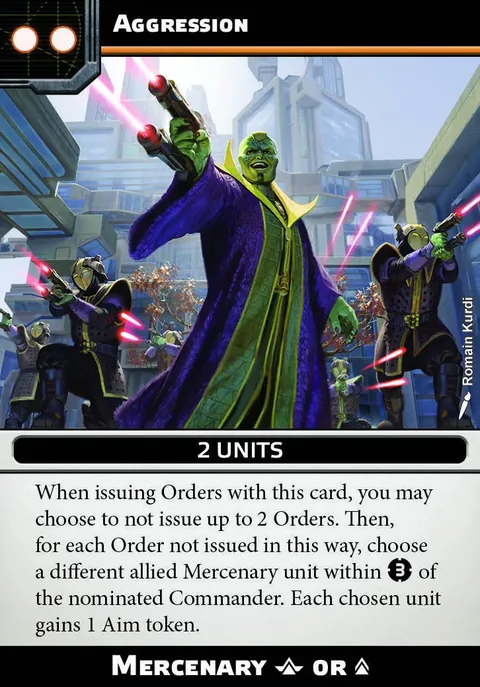 Aggression
Romain Kurdi
2 UNITS
When issuing Orders with this card, you may
choose to not issue up to 2 Orders. Then,
for each Order not issued in this way, choose
a different allied Mercenary unit within 3 of
the nominated Commander. Each chosen unit
gains 1 Aim token.
Mercenary or